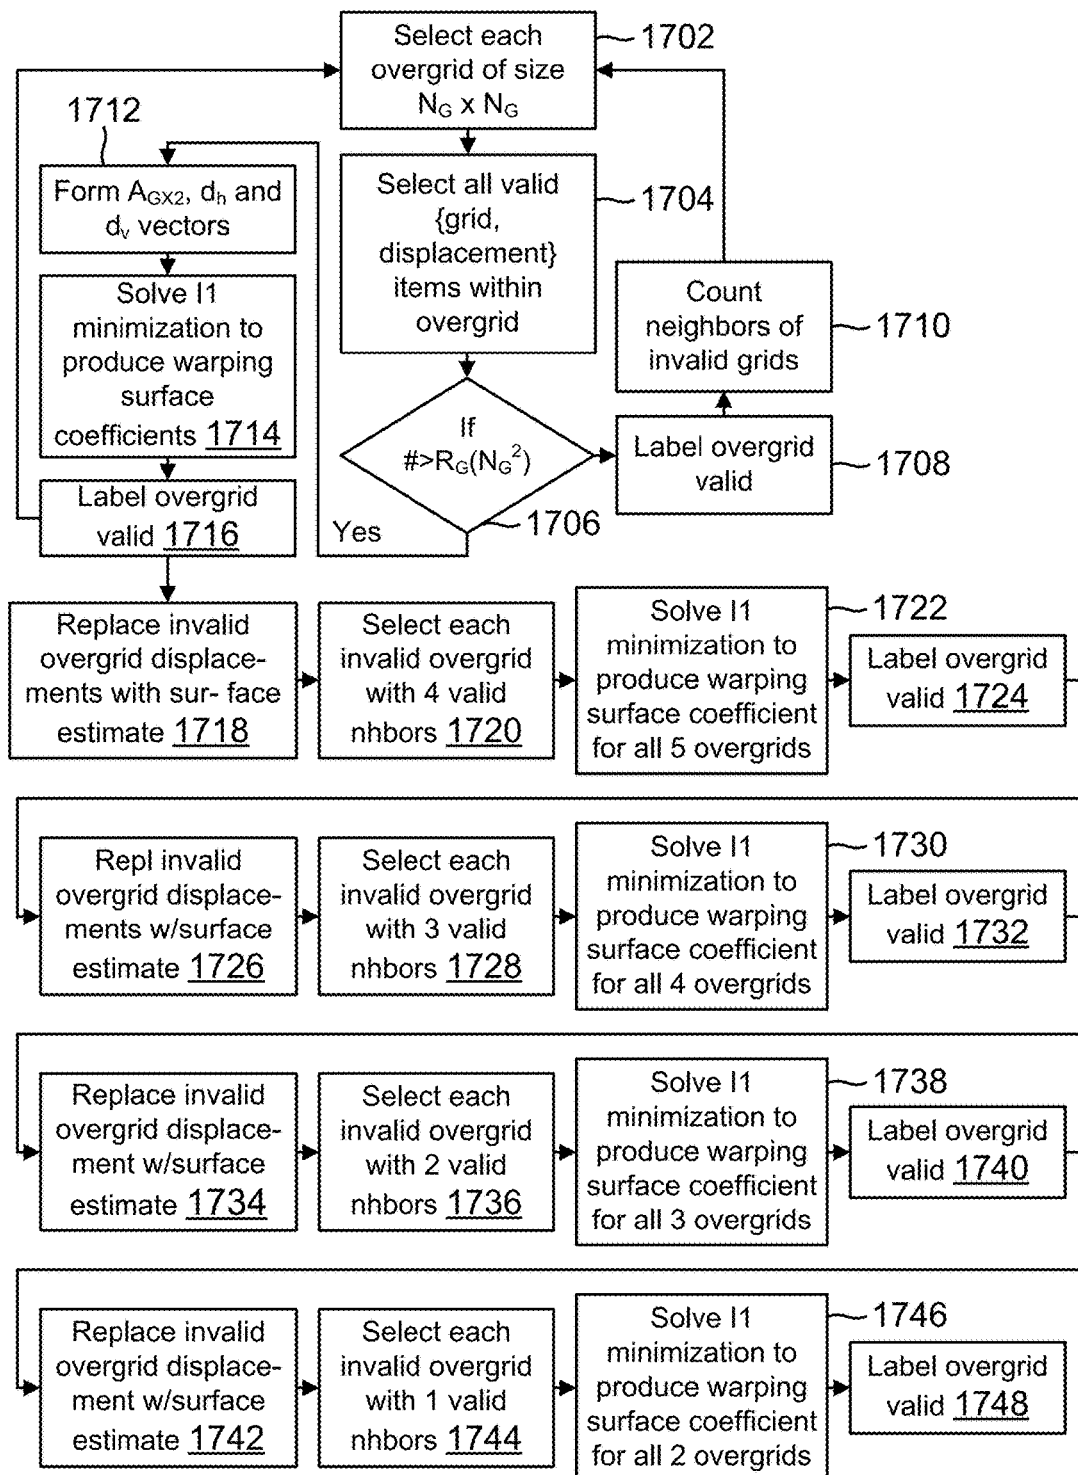 Select each
overgrid of size
N_G x N_G
1702
1712
Form A_GX2, d_h and
d_v vectors
Select all valid
{grid,
displacement}
items within
overgrid
1704
Solve l1
minimization to
produce warping
surface
coefficients 1714
Count
neighbors of
invalid grids
1710
If
#>R_G(N_G^2)
1706
Yes
Label overgrid
valid
1708
Label overgrid
valid 1716
Replace invalid
overgrid displace-
ments with sur- face
estimate 1718
Select each
invalid overgrid
with 4 valid
nhbors 1720
Solve l1
minimization to
produce warping
surface coefficient
for all 5 overgrids
1722
Label overgrid
valid 1724
Repl invalid
overgrid displace-
ments w/surface
estimate 1726
Select each
invalid overgrid
with 3 valid
nhbors 1728
Solve l1
minimization to
produce warping
surface coefficient
for all 4 overgrids
1730
Label overgrid
valid 1732
Replace invalid
overgrid displace-
ment w/surface
estimate 1734
Select each
invalid overgrid
with 2 valid
nhbors 1736
Solve l1
minimization to
produce warping
surface coefficient
for all 3 overgrids
1738
Label overgrid
valid 1740
Replace invalid
overgrid displace-
ment w/surface
estimate 1742
Select each
invalid overgrid
with 1 valid
nhbors 1744
Solve l1
minimization to
produce warping
surface coefficient
for all 2 overgrids
1746
Label overgrid
valid 1748